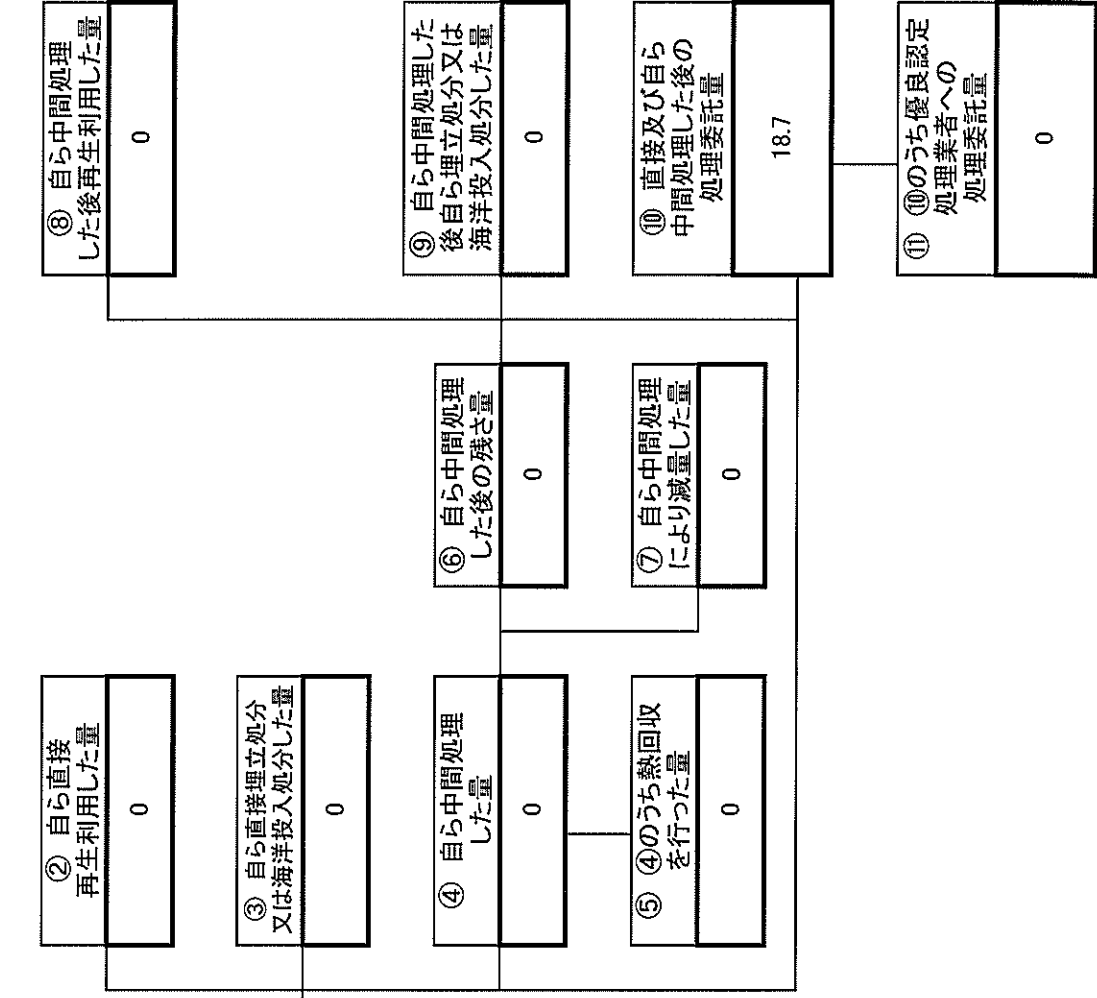 ② 自ら直接
再生利用した量
0
③ 自ら直接埋立処分
又は海洋投入処分した量
0
④ 自ら中間処理
した量
0
⑤ ④のうち熱回収
を行った量
0
⑥ 自ら中間処理
した後の残さ量
0
⑦ 自ら中間処理
により減量した量
0
⑧ 自ら中間処理
した後再生利用した量
0
⑨ 自ら中間処理した
後自ら埋立処分又は
海洋投入処分した量
0
⑩ 直接及び自ら
中間処理した後の
処理委託量
18.7
⑪ ⑩のうち優良認定
処理業者への
処理委託量
0